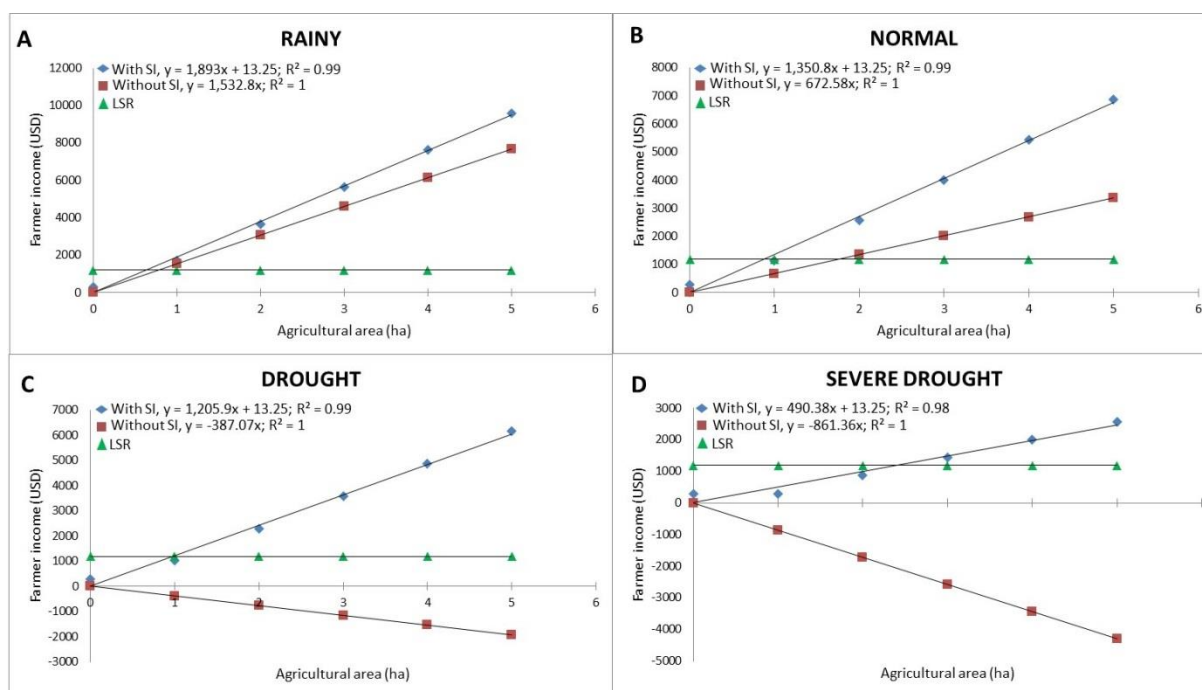 A
RAINY
With SI, y = 1,893x + 13.25; R² = 0.99
Without SI, y = 1,532.8x; R² = 1
LSR
Farmer income (USD)
12000
10000
8000
6000
4000
2000
0
0 1 2 3 4 5 6
Agricultural area (ha)
B
NORMAL
With SI, y = 1,350.8x + 13.25; R² = 0.99
Without SI, y = 672.58x; R² = 1
LSR
Farmer income (USD)
8000
7000
6000
5000
4000
3000
2000
1000
0
0 1 2 3 4 5 6
Agricultural area (ha)
C
DROUGHT
With SI, y = 1,205.9x + 13.25; R² = 0.99
Without SI, y = -387.07x; R² = 1
LSR
Farmer income (USD)
7000
6000
5000
4000
3000
2000
1000
0
-1000
-2000
-3000
0 1 2 3 4 5 6
Agricultural area (ha)
D
SEVERE DROUGHT
With SI, y = 490.38x + 13.25; R² = 0.98
Without SI, y = -861.36x; R² = 1
LSR
Farmer income (USD)
3000
2000
1000
0
-1000
-2000
-3000
-4000
-5000
Agricultural area (ha)